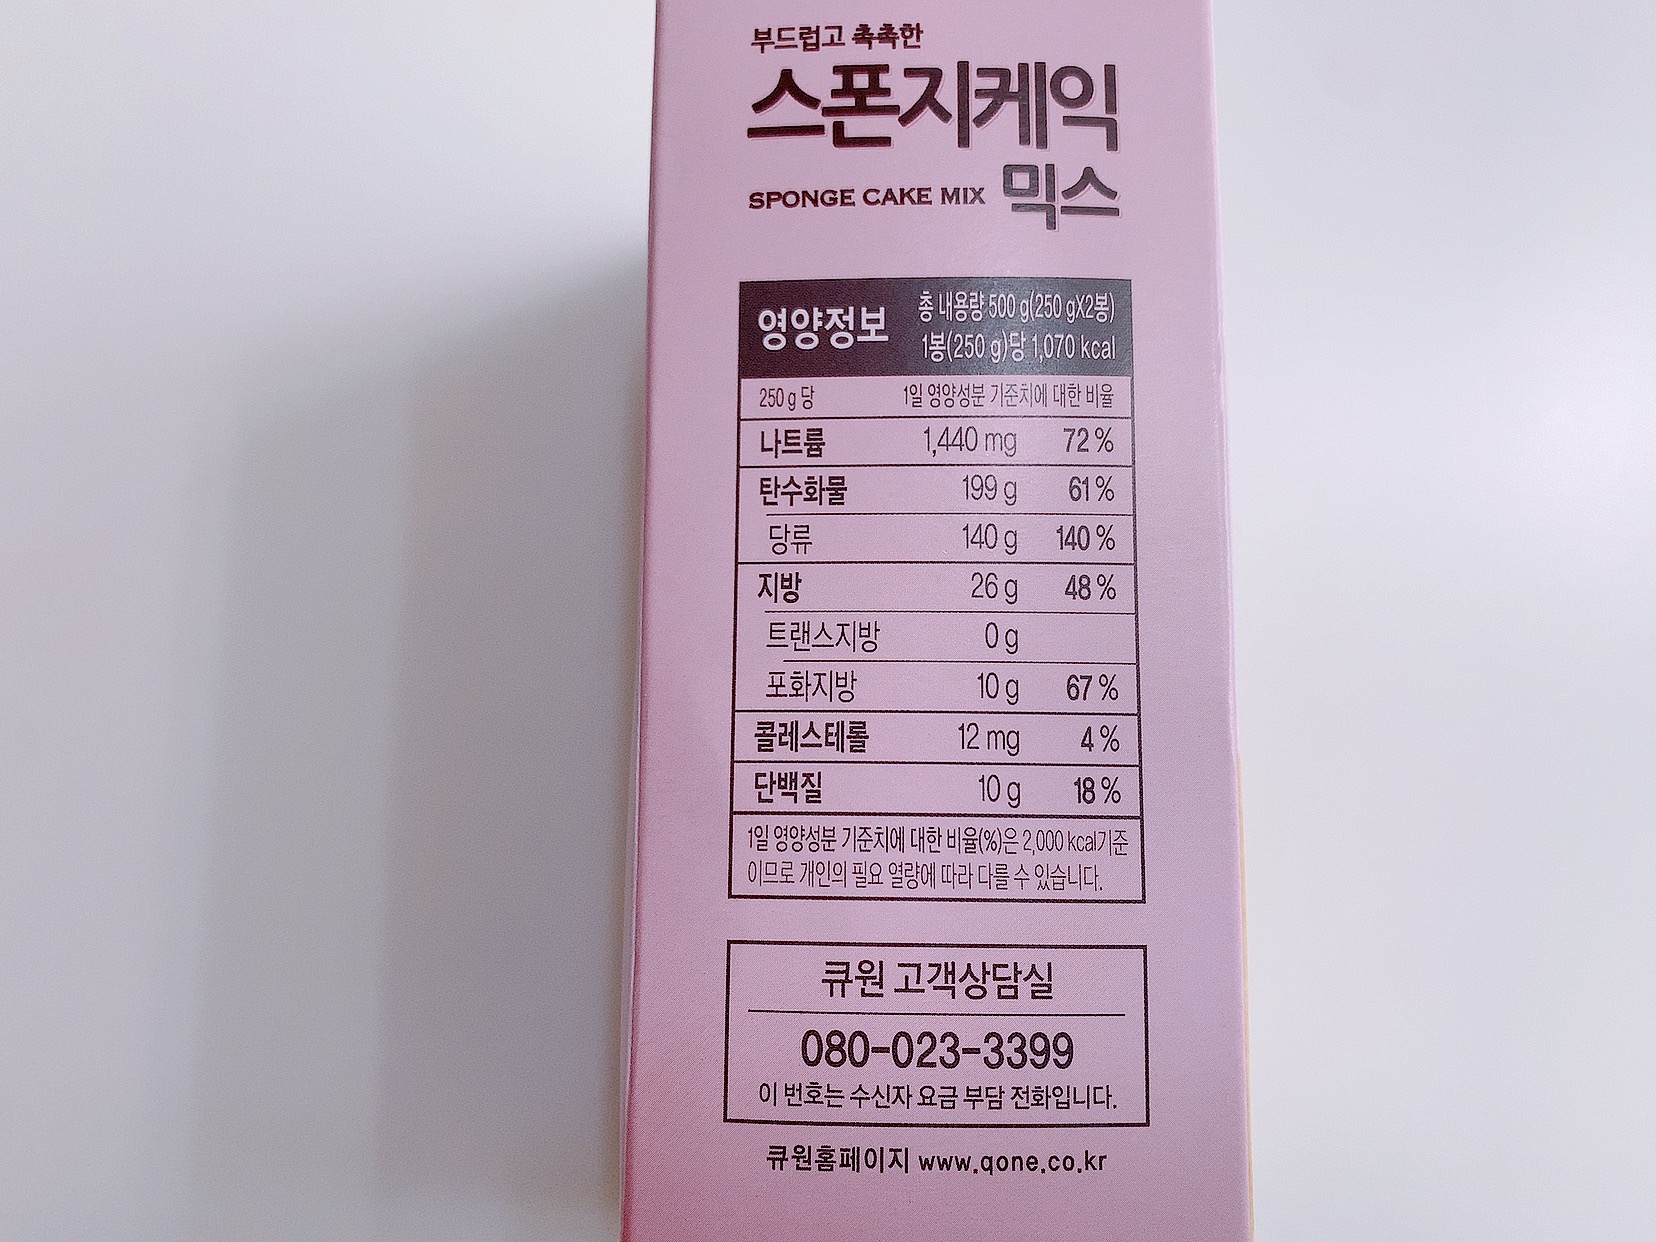 부드럽고 촉촉한
스폰지케익
SPONGE CAKE MIX 믹스
영양정보
총 내용량 500 g(250 gX2봉)
1봉(250 g)당 1,070 kcal
250 g 당 1일 영양성분 기준치에 대한 비율
나트륨 1,440 mg 72 %
탄수화물 199 g 61 %
당류 140 g 140 %
지방 26 g 48 %
트랜스지방 0 g
포화지방 10 g 67 %
콜레스테롤 12 mg 4 %
단백질 10 g 18 %
1일 영양성분 기준치에 대한 비율(%)은 2,000 kcal기준
이므로 개인의 필요 열량에 따라 다를 수 있습니다.
큐원 고객상담실
080-023-3399
이 번호는 수신자 요금 부담 전화입니다.
큐원홈페이지 www.qone.co.kr